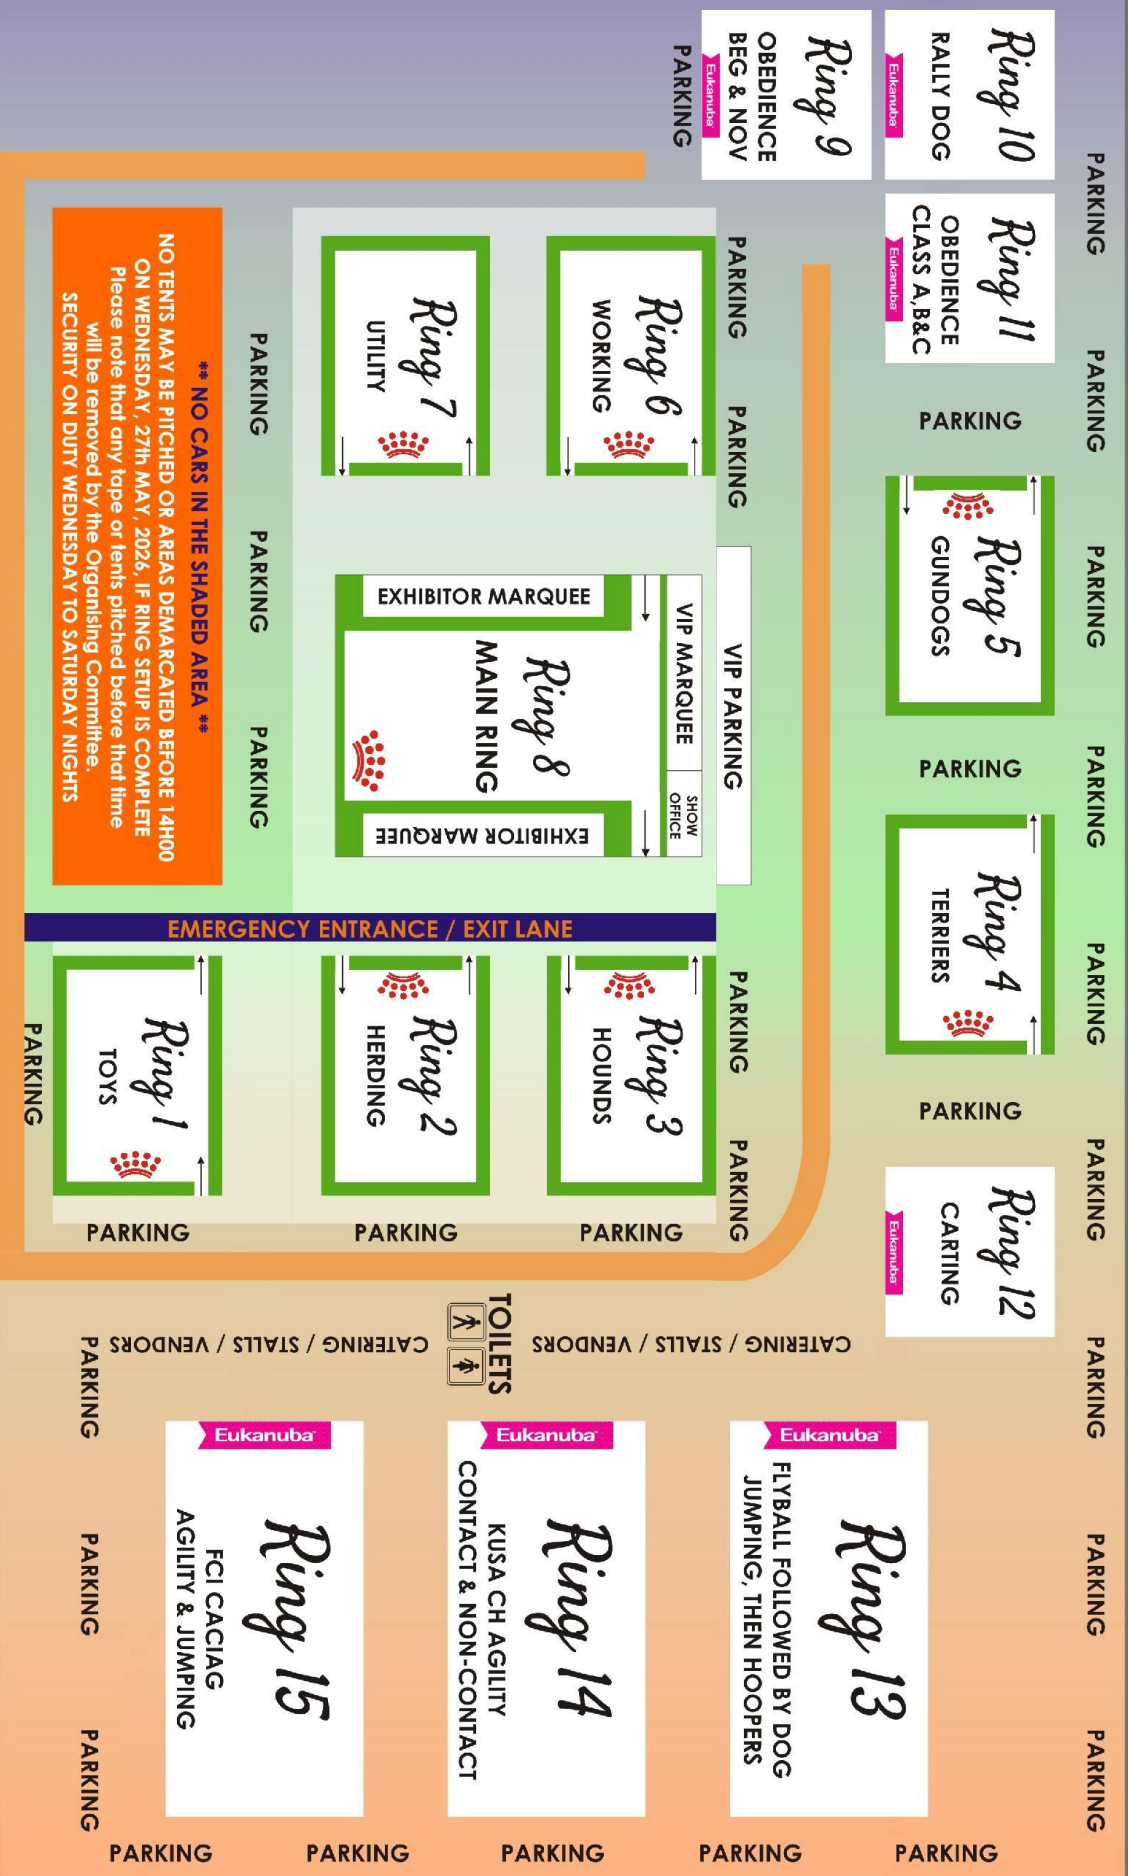 PARKING
PARKING
PARKING
PARKING
PARKING
PARKING
PARKING
PARKING
PARKING
Ring 10
RALLY DOG
Eukanuba
Ring 11
OBEDIENCE
CLASS A,B&C
Eukanuba
PARKING
Ring 5
GUNDOGS
PARKING
Ring 4
TERRIERS
PARKING
Ring 12
CARTING
Eukanuba
Ring 9
OBEDIENCE
BEG & NOV
Eukanuba
PARKING
PARKING
PARKING
VIP PARKING
PARKING
PARKING
Ring 6
WORKING
VIP MARQUEE
SHOW
OFFICE
EXHIBITOR MARQUEE
Ring 8
MAIN RING
EXHIBITOR MARQUEE
Ring 7
UTILITY
EMERGENCY ENTRANCE / EXIT LANE
Ring 3
HOUNDS
PARKING
Ring 2
HERDING
PARKING
Ring 1
TOYS
PARKING
PARKING
PARKING
PARKING
PARKING
** NO CARS IN THE SHADED AREA **
NO TENTS MAY BE PITCHED OR AREAS DEMARCATED BEFORE 14H00
ON WEDNESDAY, 27th MAY, 2026, IF RING SETUP IS COMPLETE
Please note that any tape or tents pitched before that time
will be removed by the Organising Committee.
SECURITY ON DUTY WEDNESDAY TO SATURDAY NIGHTS
CATERING / STALLS / VENDORS
TOILETS
CATERING / STALLS / VENDORS
Eukanuba
Ring 13
FLYBALL FOLLOWED BY DOG
JUMPING, THEN HOOPERS
Eukanuba
Ring 14
KUSA CH AGILITY
CONTACT & NON-CONTACT
Eukanuba
Ring 15
FCI CACIAG
AGILITY & JUMPING
PARKING
PARKING
PARKING
PARKING
PARKING
PARKING
PARKING
PARKING